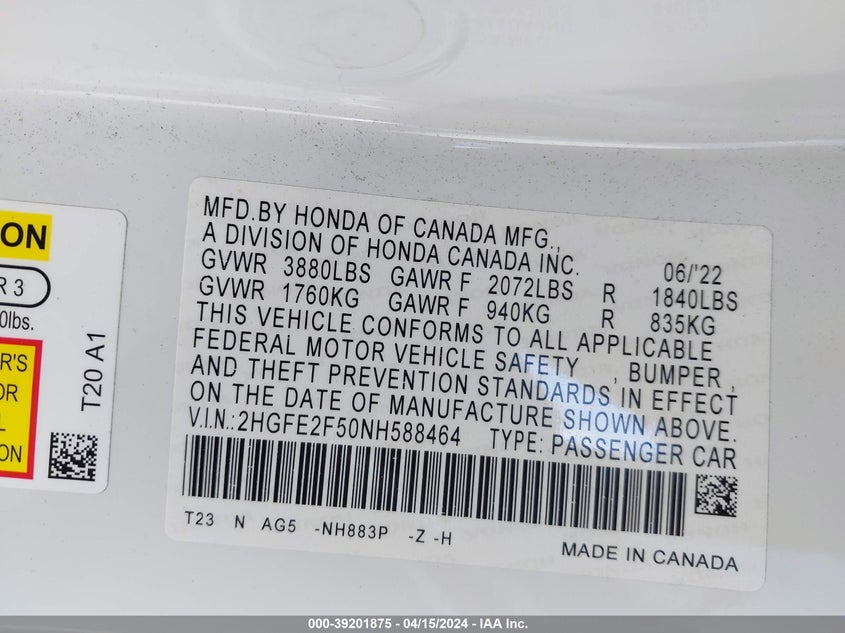 MFD.BY HONDA OF CANADA MFG.,
A DIVISION OF HONDA CANADA INC. 06/'22
GVWR 3880LBS GAWR F 2072LBS R 1840LBS
GVWR 1760KG GAWR F 940KG R 835KG
THIS VEHICLE CONFORMS TO ALL APPLICABLE
FEDERAL MOTOR VEHICLE SAFETY , BUMPER ,
AND THEFT PREVENTION STANDARDS IN EFFECT
ON THE DATE OF MANUFACTURE SHOWN ABOVE.
V.I.N.:2HGFE2F50NH588464 TYPE: PASSENGER CAR
T23 N AG5 -NH883P -Z -H
MADE IN CANADA
ON
R 3
0lbs.
R'S
OR
L
ON
T20 A1
000-39201875 - 04/15/2024 - IAA Inc.